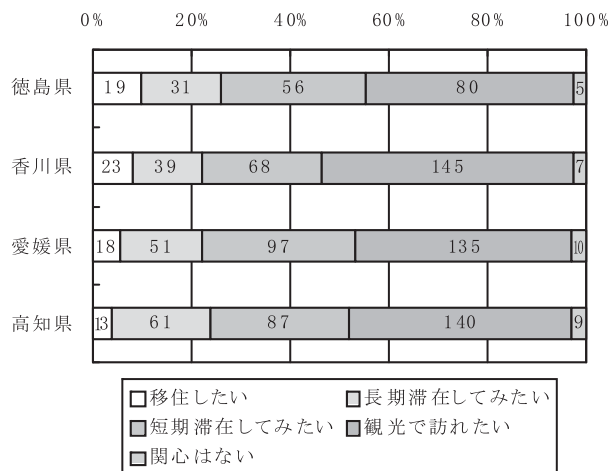 0% 20% 40% 60% 80% 100%
徳島県 19 31 56 80 5
香川県 23 39 68 145 7
愛媛県 18 51 97 135 10
高知県 13 61 87 140 9
移住したい 長期滞在してみたい
短期滞在してみたい 観光で訪れたい
関心はない